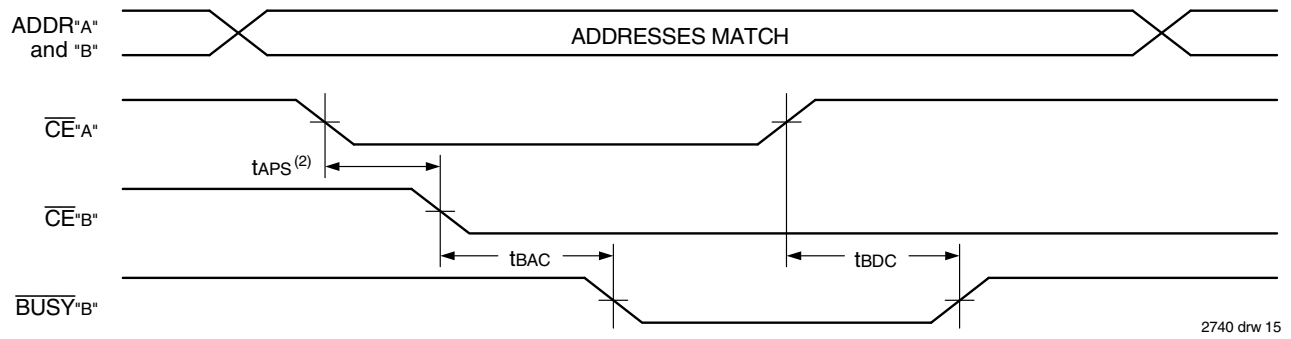 ADDR"A"
and "B"
ADDRESSES MATCH
CE"A"
tAPS (2)
CE"B"
tBAC
tBDC
BUSY"B"
2740 drw 15